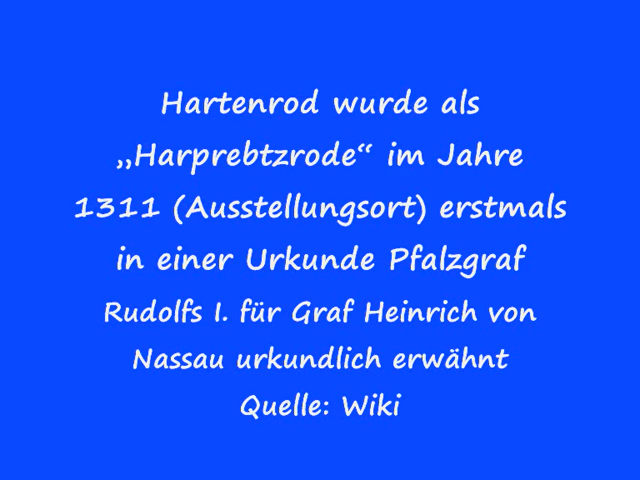 Hartenrod wurde als
„Harprebtzrode“ im Jahre
1311 (Ausstellungsort) erstmals
in einer Urkunde Pfalzgraf
Rudolfs I. für Graf Heinrich von
Nassau urkundlich erwähnt
Quelle: Wiki